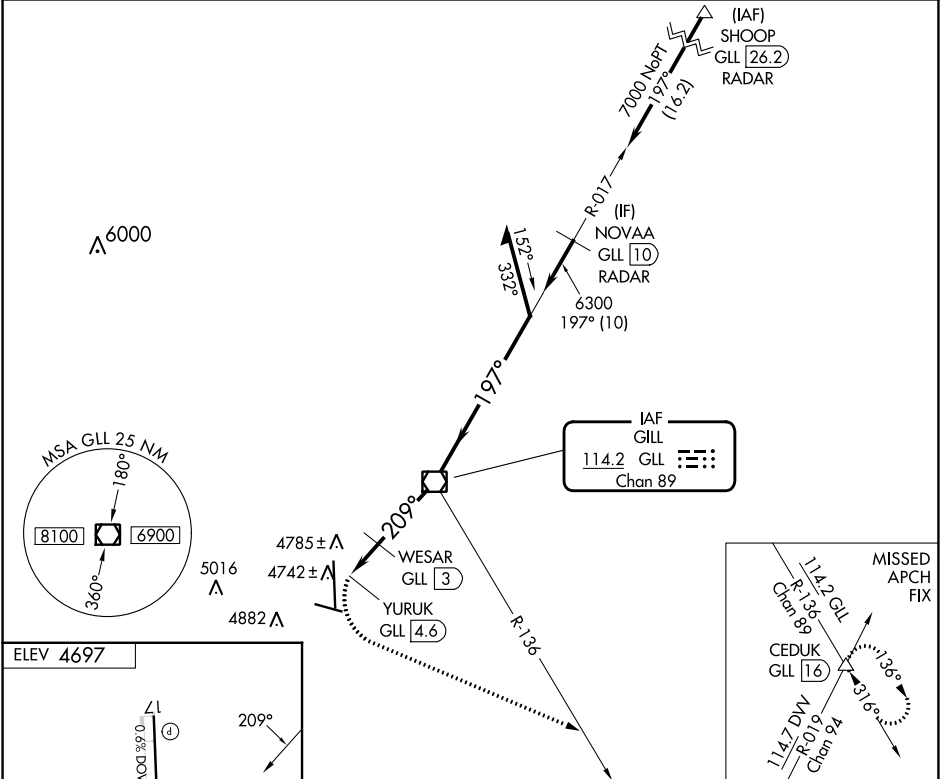 (IAF)
SHOOP
GLL 26.2
RADAR
7000 NoPT
197°
(16.2)
R-017
(IF)
NOVAA
GLL 10
RADAR
6300
197° (10)
152°
332°
6000
197°
IAF
GILL
114.2 GLL
Chan 89
MSA GLL 25 NM
180°
8100
6900
360°
209°
4785 ±
4742 ±
WESAR
GLL 3
5016
4882
YURUK
GLL 4.6
R-136
MISSED
APCH
FIX
114.2 GLL
R-136
Chan 89
CEDUK
GLL 16
136°
316°
114.7 DVV
R-019
Chan 94
ELEV 4697
17
P
209°